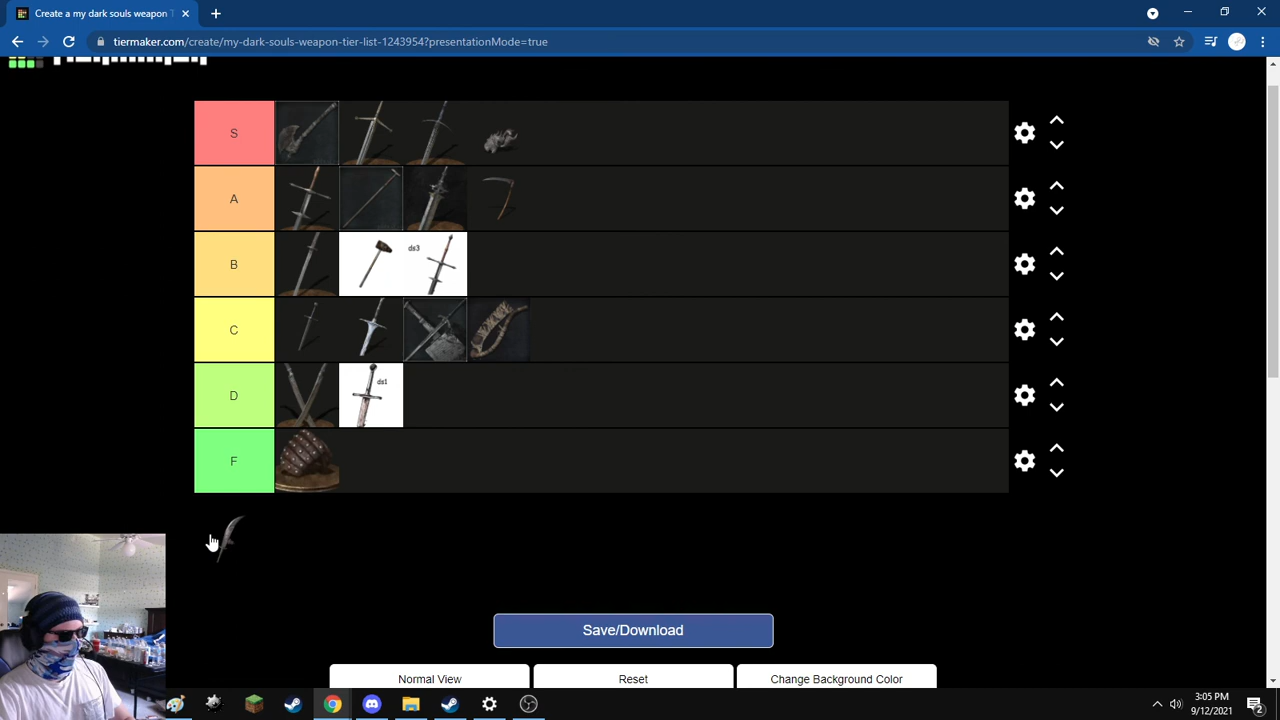 Create a my dark souls weapon T
tiermaker.com/create/my-dark-souls-weapon-tier-list-1243954?presentationMode=true
S
A
B
ds3
C
D
ds1
F
Save/Download
Normal View
Reset
Change Background Color
3:05 PM
9/12/2021
2